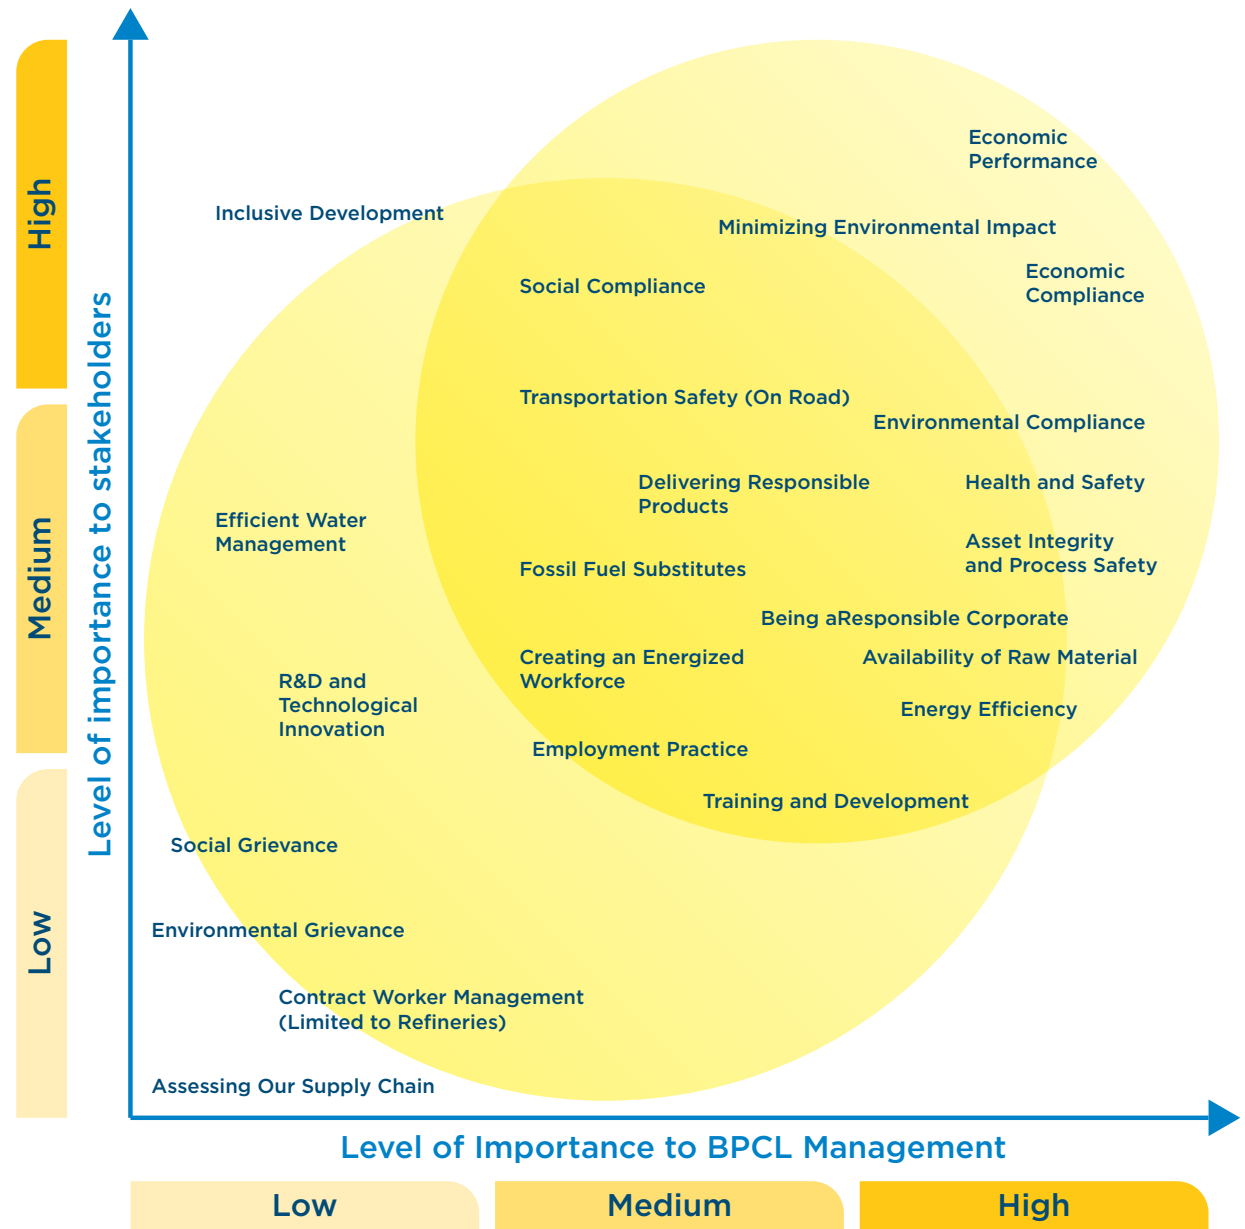 High
Medium
Low
Level of importance to stakeholders
Economic
Performance
Inclusive Development
Minimizing Environmental Impact
Economic
Compliance
Social Compliance
Transportation Safety (On Road)
Environmental Compliance
Delivering Responsible
Products
Health and Safety
Efficient Water
Management
Asset Integrity
and Process Safety
Fossil Fuel Substitutes
Being aResponsible Corporate
Creating an Energized
Workforce
Availability of Raw Material
R&D and
Technological
Innovation
Energy Efficiency
Employment Practice
Training and Development
Social Grievance
Environmental Grievance
Contract Worker Management
(Limited to Refineries)
Assessing Our Supply Chain
Level of Importance to BPCL Management
Low
Medium
High